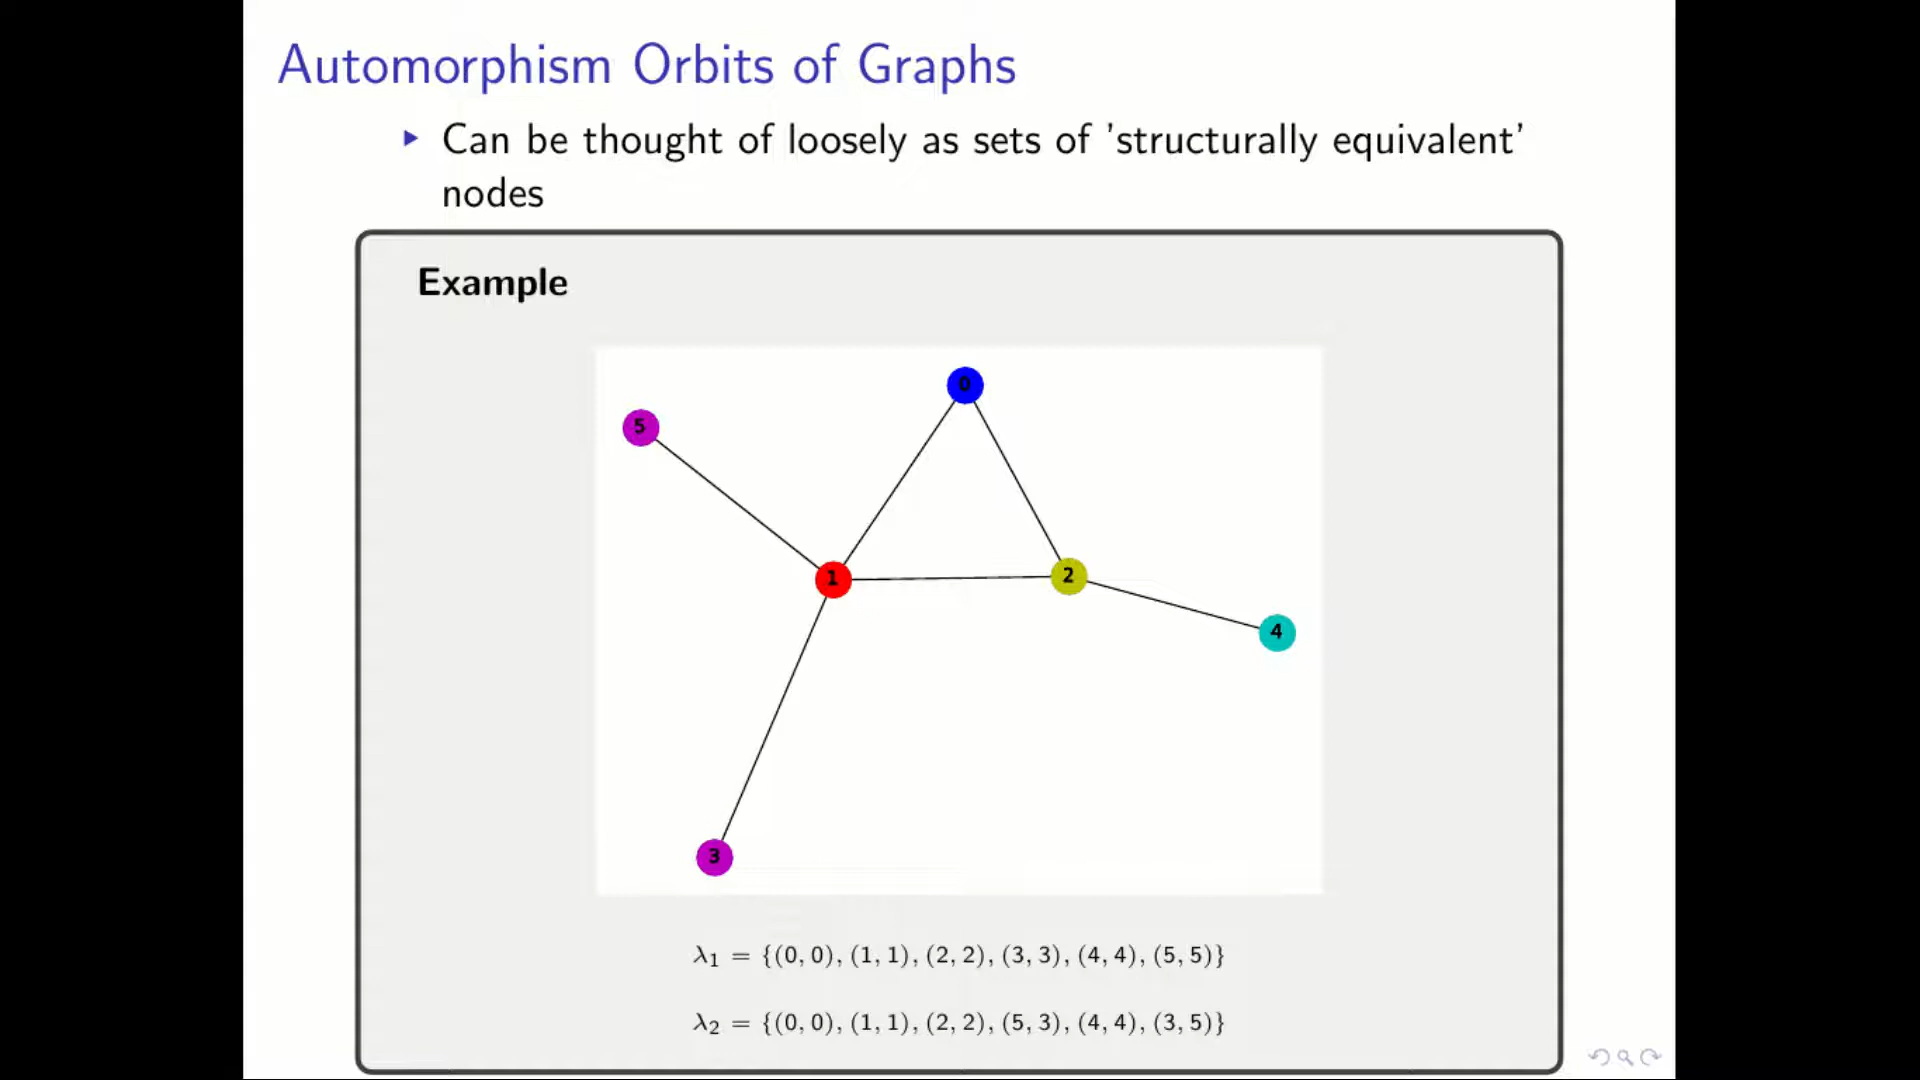 Automorphism Orbits of Graphs
Can be thought of loosely as sets of 'structurally equivalent'
nodes
Example
0
5
1
2
4
3
λ₁ = {(0, 0), (1, 1), (2, 2), (3, 3), (4, 4), (5, 5)}
λ₂ = {(0, 0), (1, 1), (2, 2), (5, 3), (4, 4), (3, 5)}